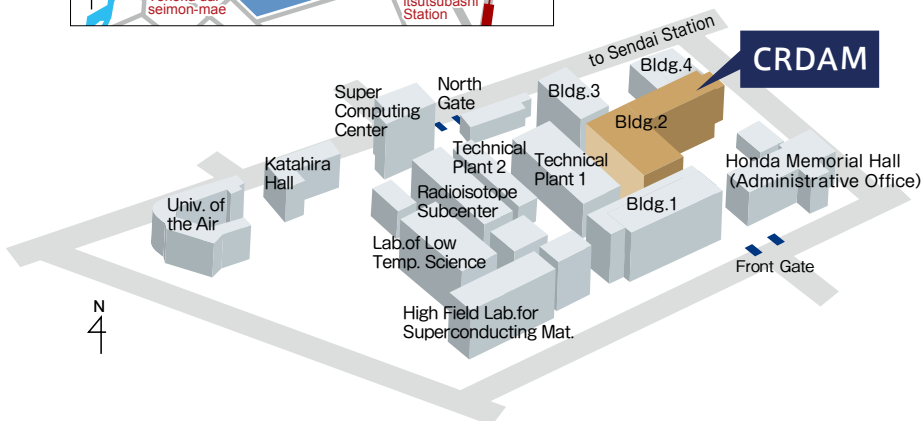 seimon-mae
Itsutsubashi
Station
to Sendai Station
CRDAM
Bldg.4
Super
Computing
Center
North
Gate
Bldg.3
Bldg.2
Katahira
Hall
Technical
Plant 2
Technical
Plant 1
Honda Memorial Hall
(Administrative Office)
Univ. of
the Air
Radioisotope
Subcenter
Bldg.1
Lab.of Low
Temp. Science
Front Gate
N
High Field Lab.for
Superconducting Mat.